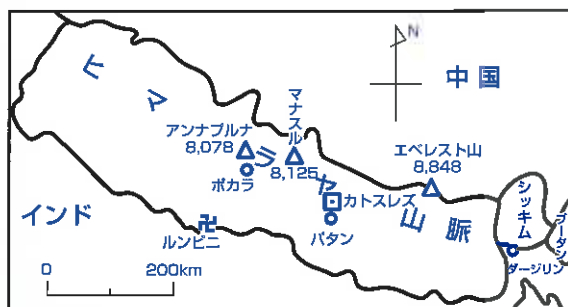 N
中国
ヒマラヤ山脈
マナスル
8,125
アンナプルナ
8,078
ポカラ
エベレスト山
8,848
カトスレズ
パタン
シッキム
ブータン
ダージリン
インド
ルンビニ
0 200km